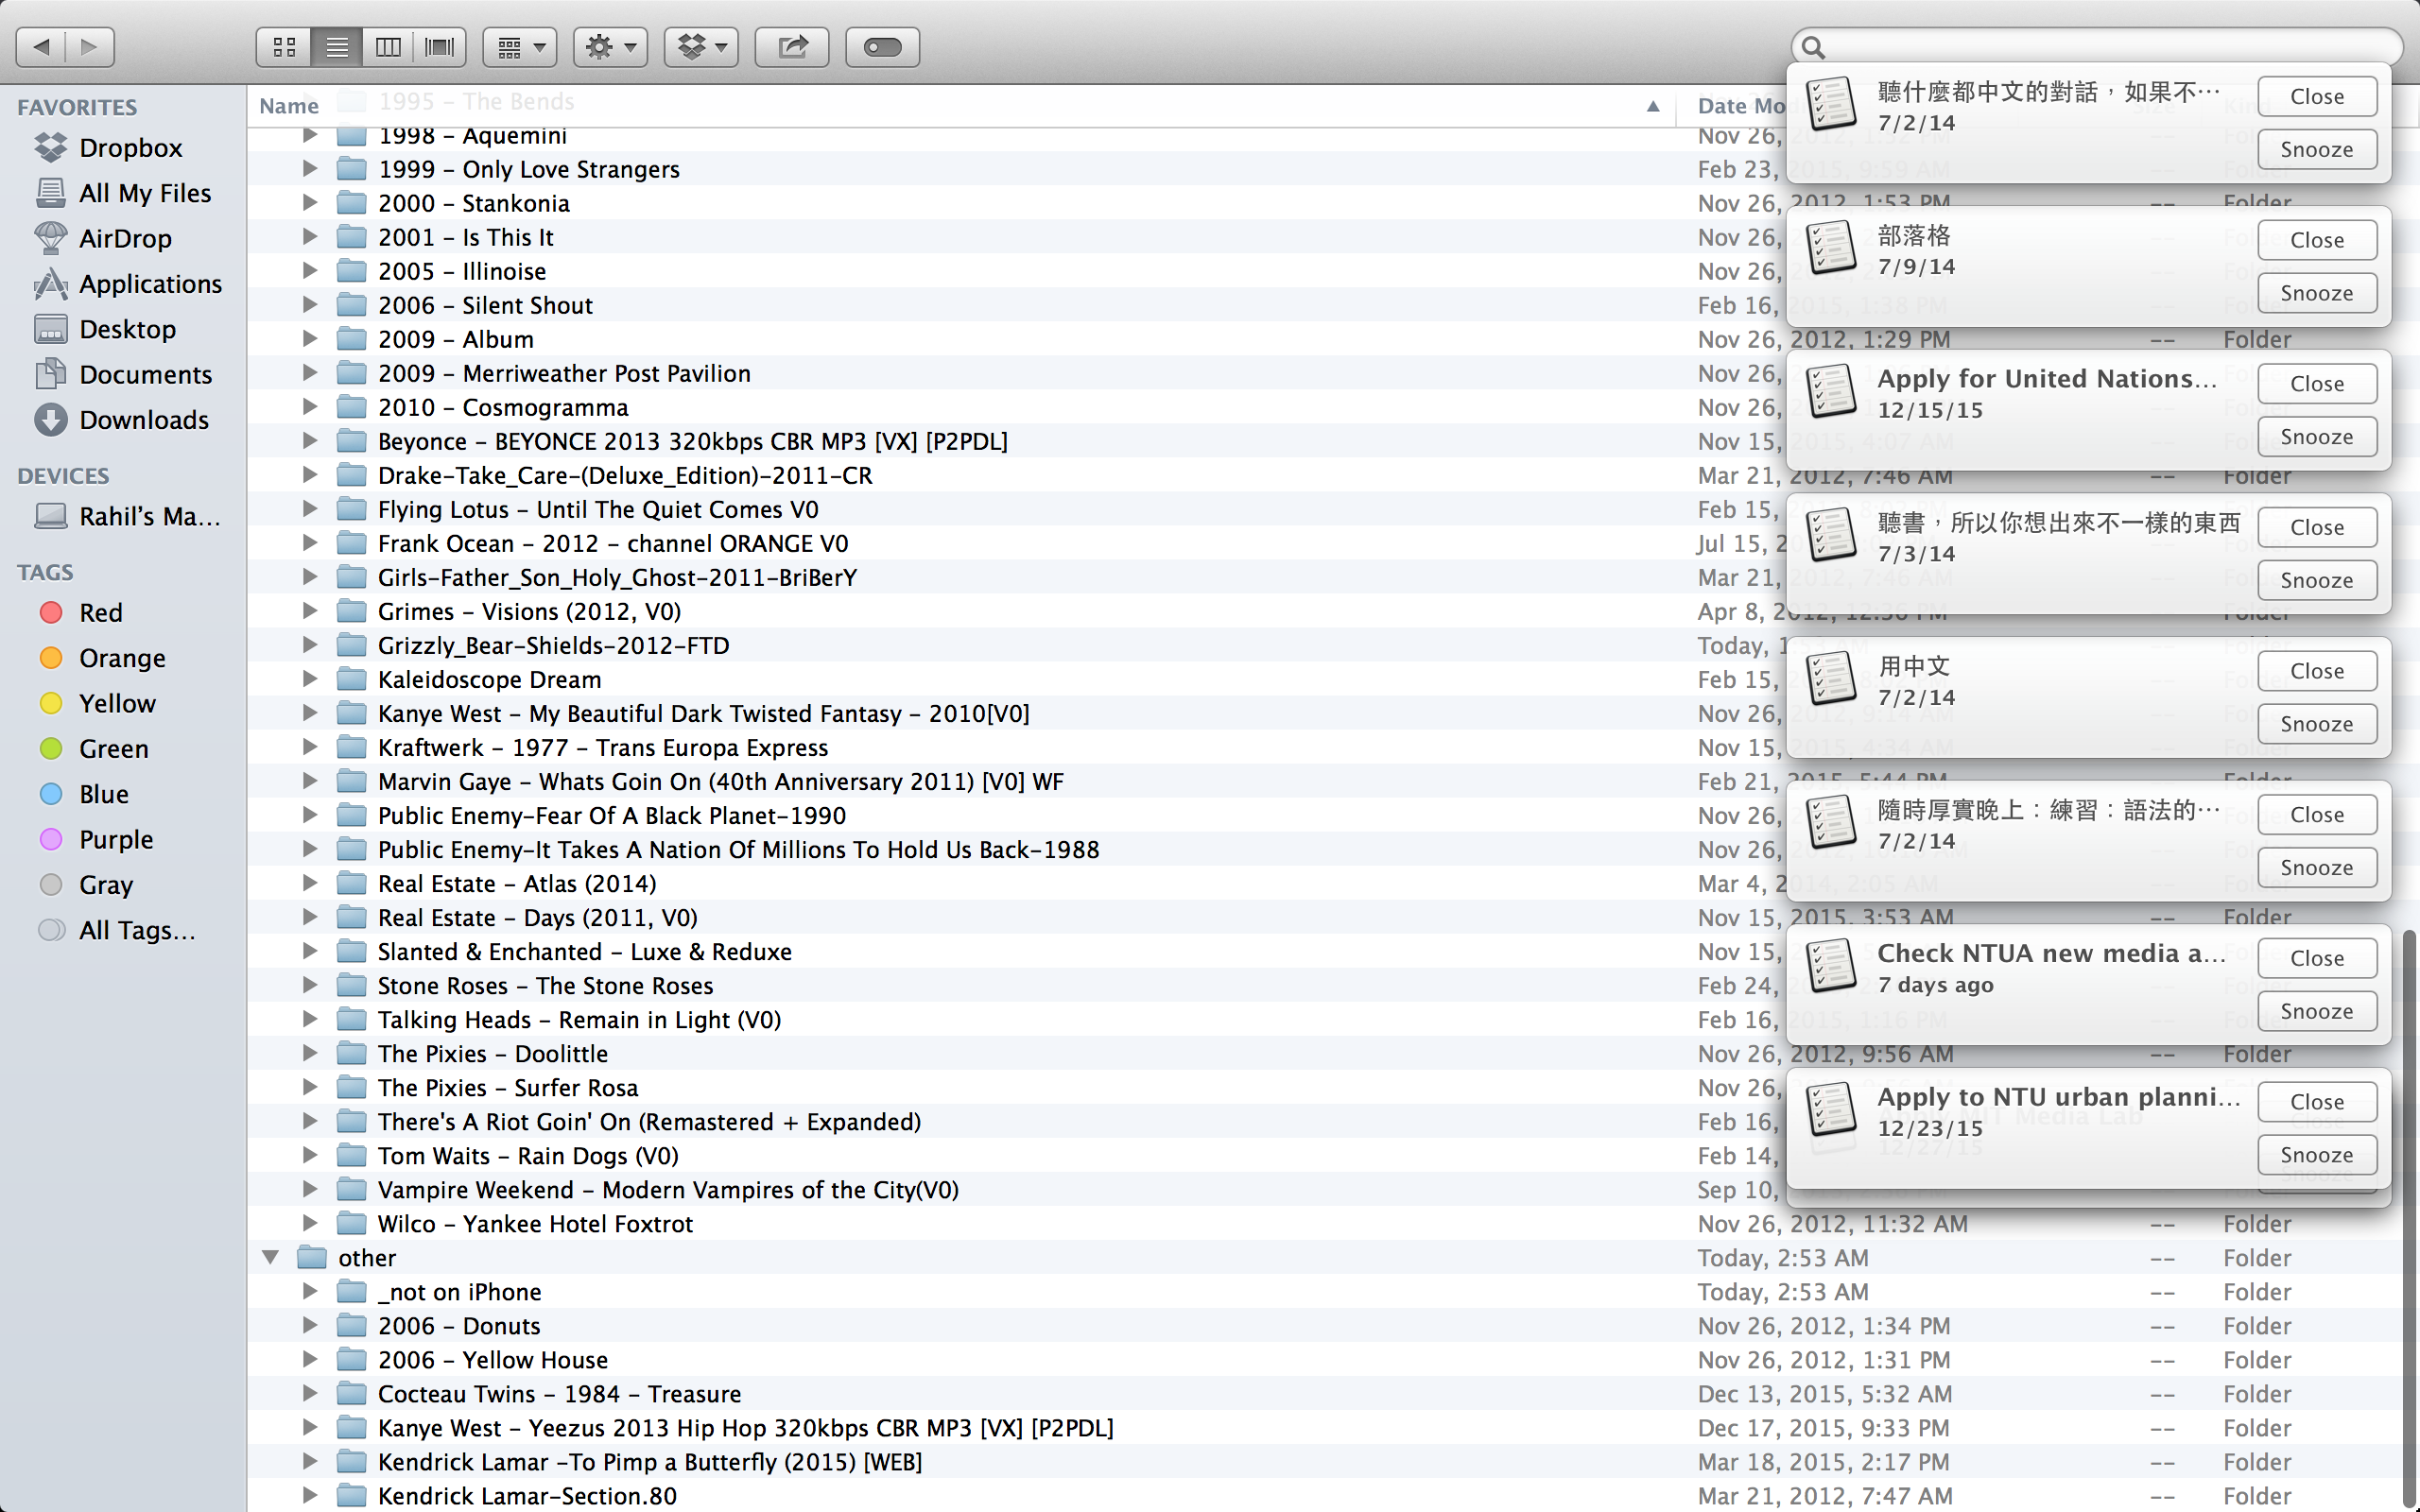 FAVORITES
Dropbox
All My Files
AirDrop
Applications
Desktop
Documents
Downloads
DEVICES
Rahil's Ma...
TAGS
Red
Orange
Yellow
Green
Blue
Purple
Gray
All Tags...
Name Date Mo
1995 – The Bends
1998 – Aquemini Nov 26,
1999 – Only Love Strangers Feb 23, 2015, 9:59 AM
2000 – Stankonia Nov 26, 2012, 1:53 PM -- Folder
2001 – Is This It Nov 26,
2005 – Illinoise Nov 26,
2006 – Silent Shout Feb 16, 2015, 1:38 PM
2009 – Album Nov 26, 2012, 1:29 PM -- Folder
2009 – Merriweather Post Pavilion Nov 26,
2010 – Cosmogramma Nov 26,
Beyonce – BEYONCE 2013 320kbps CBR MP3 [VX] [P2PDL] Nov 15, 2015, 4:07 AM
Drake-Take_Care-(Deluxe_Edition)-2011-CR Mar 21, 2012, 7:46 AM -- Folder
Flying Lotus – Until The Quiet Comes V0 Feb 15,
Frank Ocean – 2012 – channel ORANGE V0 Jul 15, 2
Girls-Father_Son_Holy_Ghost-2011-BriBerY Mar 21, 2012, 7:46 AM
Grimes – Visions (2012, V0) Apr 8, 2012, 12:36 PM -- Folder
Grizzly_Bear-Shields-2012-FTD Today, 1
Kaleidoscope Dream Feb 15,
Kanye West – My Beautiful Dark Twisted Fantasy – 2010[V0] Nov 26, 2012, 9:14 AM
Kraftwerk – 1977 – Trans Europa Express Nov 15, 2015, 4:34 AM
Marvin Gaye – Whats Goin On (40th Anniversary 2011) [V0] WF Feb 21, 2015, 5:44 PM -- Folder
Public Enemy-Fear Of A Black Planet-1990 Nov 26,
Public Enemy-It Takes A Nation Of Millions To Hold Us Back-1988 Nov 26,
Real Estate – Atlas (2014) Mar 4, 2014, 2:05 AM
Real Estate – Days (2011, V0) Nov 15, 2015, 3:53 AM -- Folder
Slanted & Enchanted – Luxe & Reduxe Nov 15,
Stone Roses – The Stone Roses Feb 24,
Talking Heads – Remain in Light (V0) Feb 16, 2015, 1:16 PM
The Pixies – Doolittle Nov 26, 2012, 9:56 AM -- Folder
The Pixies – Surfer Rosa Nov 26,
There's A Riot Goin' On (Remastered + Expanded) Feb 16,
Tom Waits – Rain Dogs (V0) Feb 14,
Vampire Weekend – Modern Vampires of the City(V0) Sep 10,
Wilco – Yankee Hotel Foxtrot Nov 26, 2012, 11:32 AM -- Folder
other Today, 2:53 AM -- Folder
_not on iPhone Today, 2:53 AM -- Folder
2006 – Donuts Nov 26, 2012, 1:34 PM -- Folder
2006 – Yellow House Nov 26, 2012, 1:31 PM -- Folder
Cocteau Twins – 1984 – Treasure Dec 13, 2015, 5:32 AM -- Folder
Kanye West – Yeezus 2013 Hip Hop 320kbps CBR MP3 [VX] [P2PDL] Dec 17, 2015, 9:33 PM -- Folder
Kendrick Lamar –To Pimp a Butterfly (2015) [WEB] Mar 18, 2015, 2:17 PM -- Folder
Kendrick Lamar-Section.80 Mar 21, 2012, 7:47 AM -- Folder
聽什麼都中文的對話，如果不⋯ Close
7/2/14
Snooze
部落格 Close
7/9/14
Snooze
Apply for United Nations... Close
12/15/15
Snooze
聽書，所以你想出來不一樣的東西 Close
7/3/14
Snooze
用中文 Close
7/2/14
Snooze
隨時厚實晚上：練習：語法的⋯ Close
7/2/14
Snooze
Check NTUA new media a... Close
7 days ago
Snooze
Apply to NTU urban planni... Close
Apply MIT Media Lab
12/23/15
12/27/15
Snooze